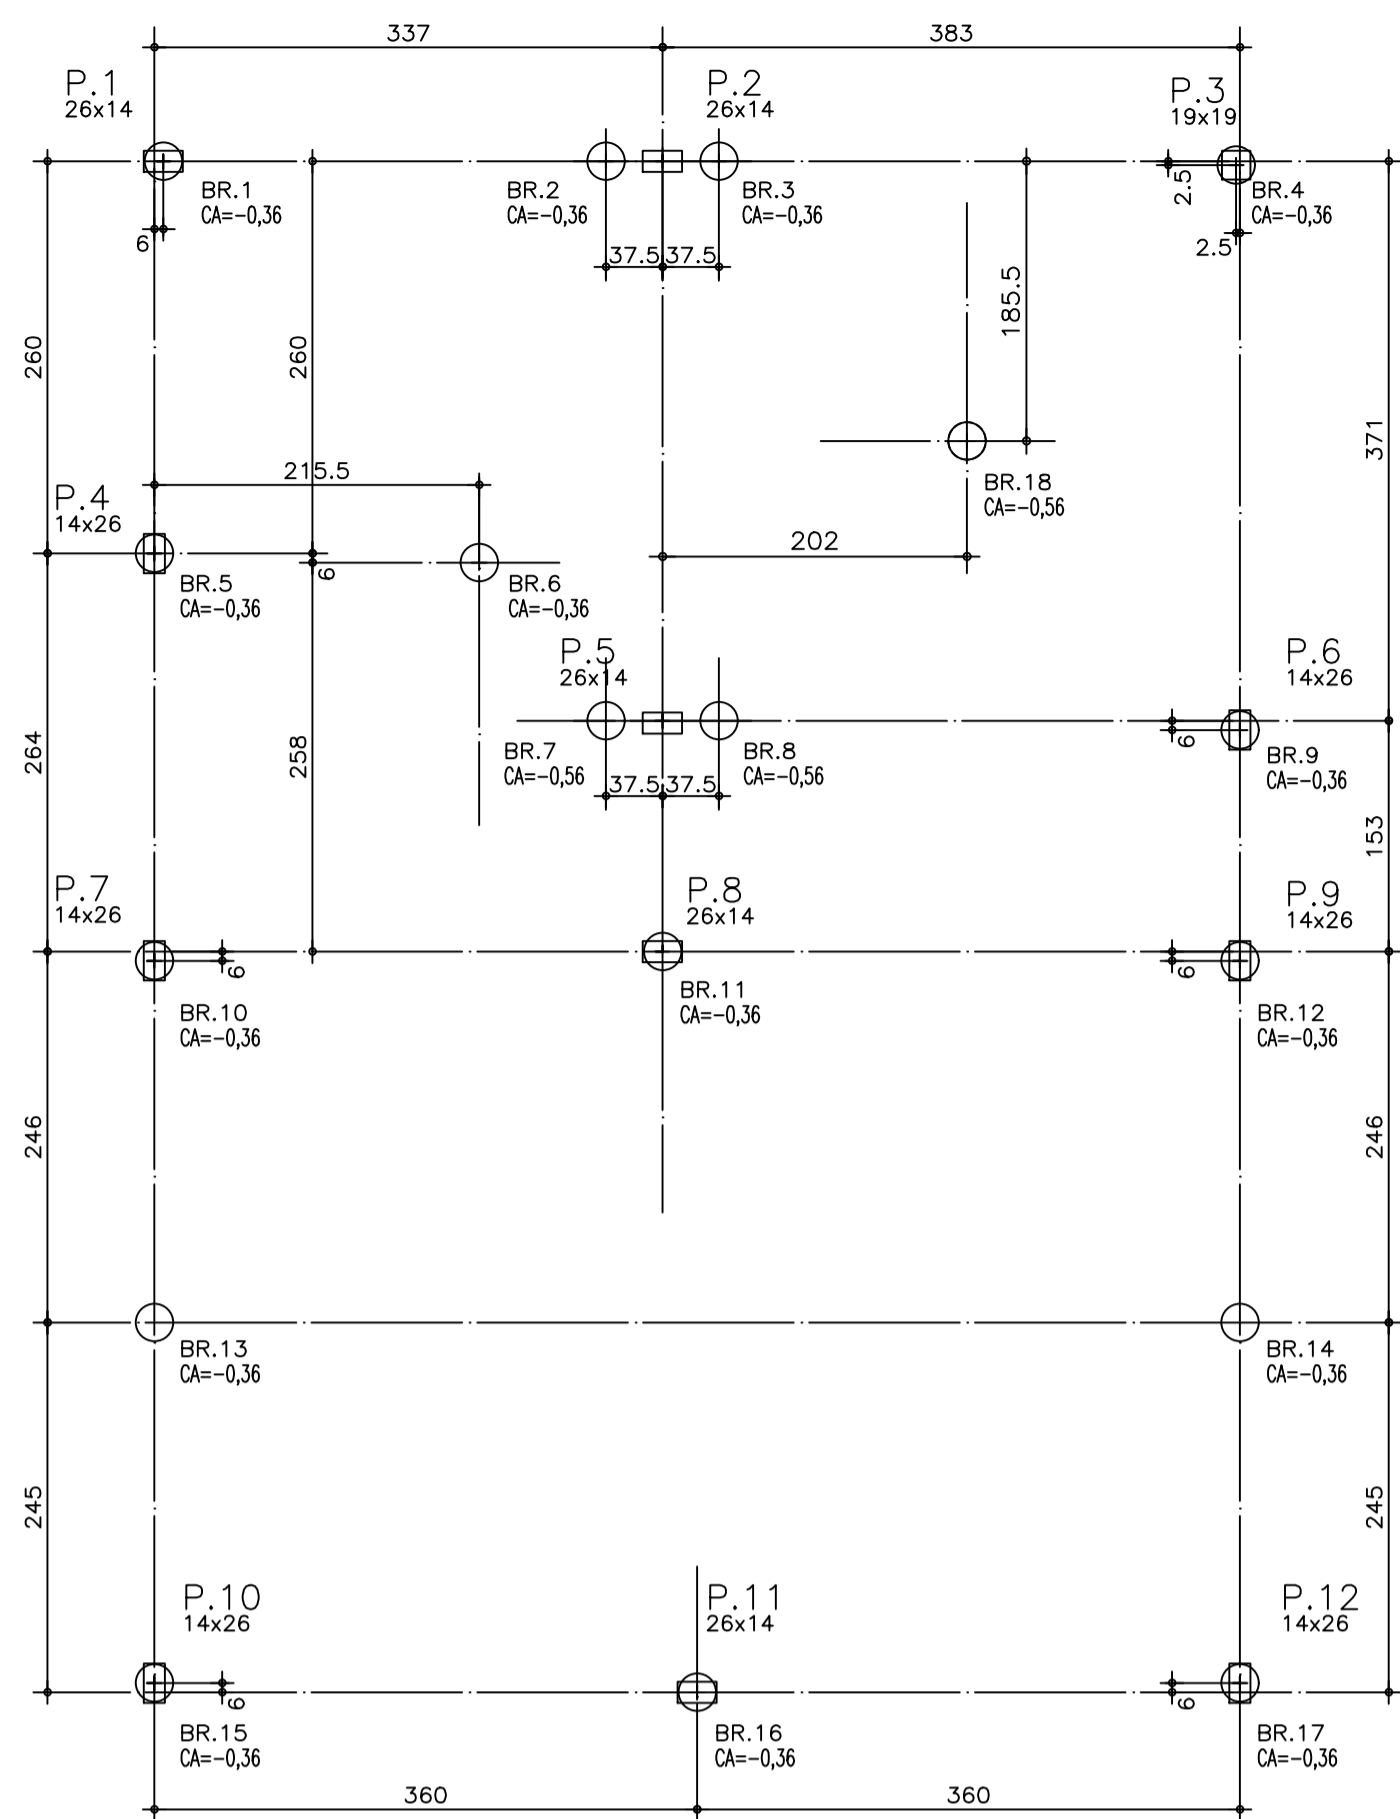 337
383
P.1
26x14
P.2
26x14
P.3
19x19
BR.1
CA=-0,36
BR.2
CA=-0,36
BR.3
CA=-0,36
2.5
BR.4
CA=-0,36
6
2.5
37.5
37.5
185.5
260
260
371
215.5
P.4
14x26
BR.18
CA=-0,56
202
6
BR.5
CA=-0,36
BR.6
CA=-0,36
P.5
26x14
P.6
14x26
264
258
BR.7
CA=-0,56
BR.8
CA=-0,56
6
BR.9
CA=-0,36
37.5
37.5
153
P.7
14x26
P.8
26x14
P.9
14x26
6
6
BR.10
CA=-0,36
BR.11
CA=-0,36
BR.12
CA=-0,36
246
246
BR.13
CA=-0,36
BR.14
CA=-0,36
245
245
P.10
14x26
P.11
26x14
P.12
14x26
6
6
BR.15
CA=-0,36
BR.16
CA=-0,36
BR.17
CA=-0,36
360
360